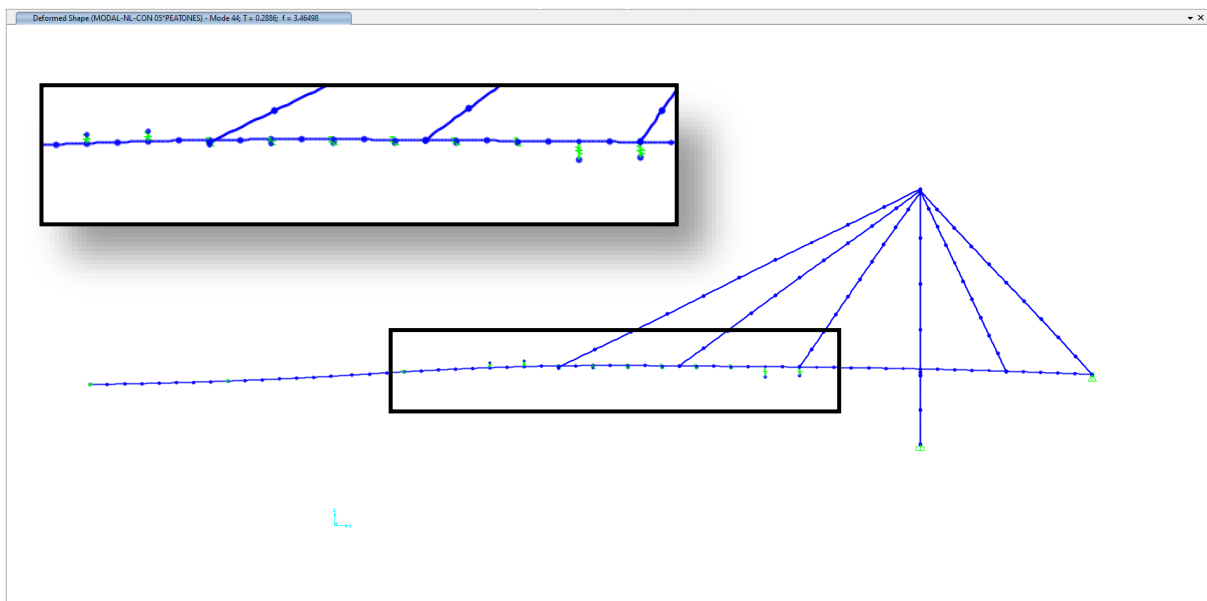 Deformed Shape (MODAL-NL-CON 05*PEATONES) - Mode 44; T = 0.2886; f = 3.46498